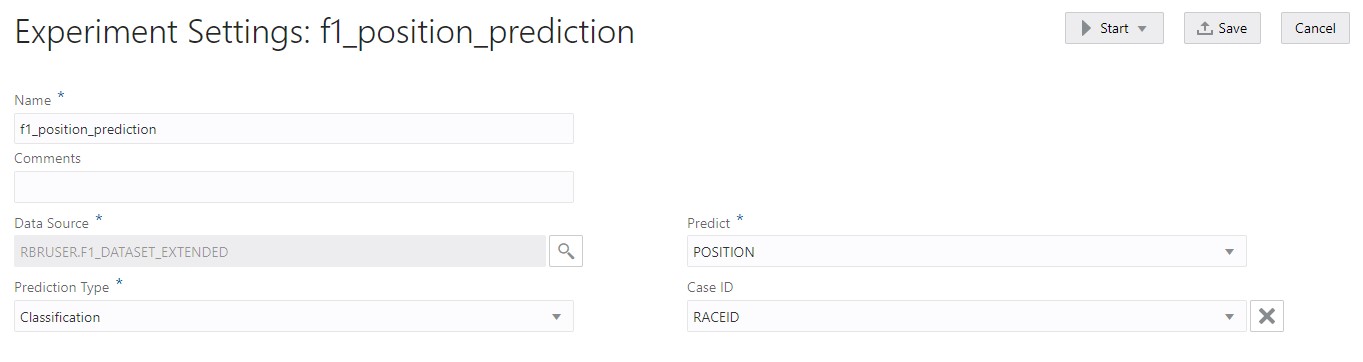 Experiment Settings: f1_position_prediction
Start
Save
Cancel
Name *
f1_position_prediction
Comments
Data Source *
Predict *
RBRUSER.F1_DATASET_EXTENDED
POSITION
Prediction Type *
Case ID
Classification
RACEID